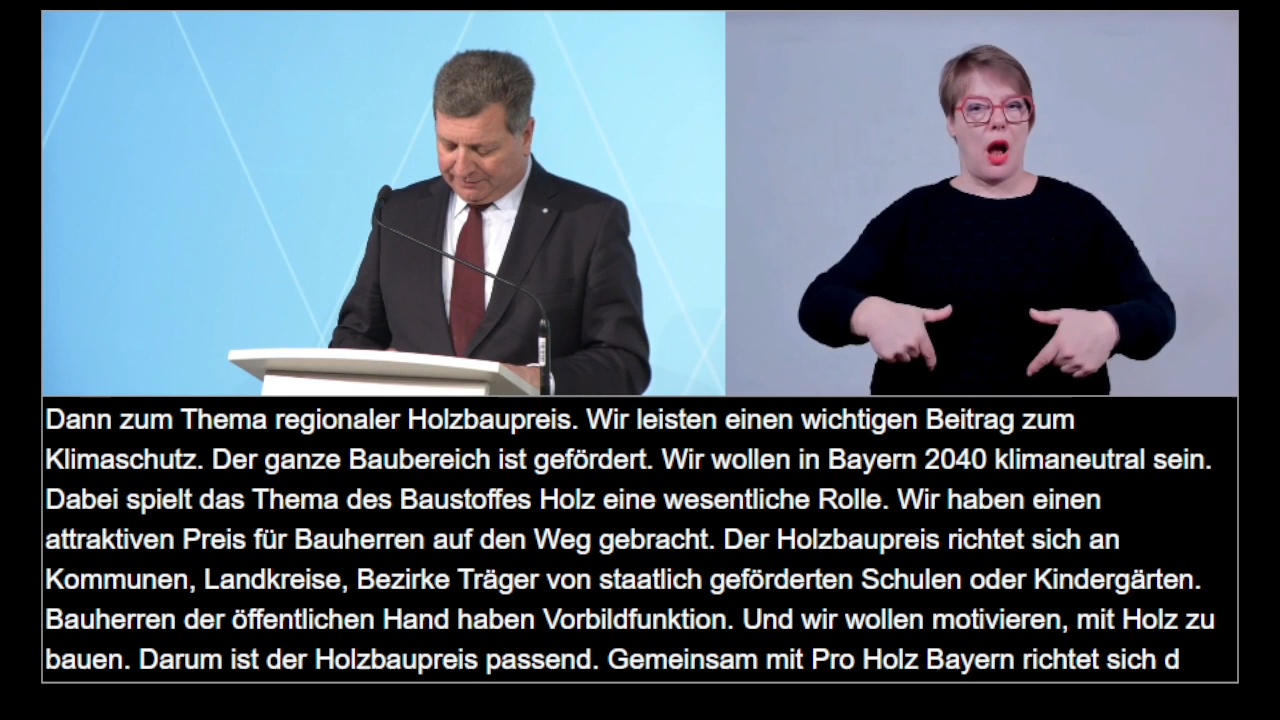 Dann zum Thema regionaler Holzbaupreis. Wir leisten einen wichtigen Beitrag zum
Klimaschutz. Der ganze Baubereich ist gefördert. Wir wollen in Bayern 2040 klimaneutral sein.
Dabei spielt das Thema des Baustoffes Holz eine wesentliche Rolle. Wir haben einen
attraktiven Preis für Bauherren auf den Weg gebracht. Der Holzbaupreis richtet sich an
Kommunen, Landkreise, Bezirke Träger von staatlich geförderten Schulen oder Kindergärten.
Bauherren der öffentlichen Hand haben Vorbildfunktion. Und wir wollen motivieren, mit Holz zu
bauen. Darum ist der Holzbaupreis passend. Gemeinsam mit Pro Holz Bayern richtet sich d